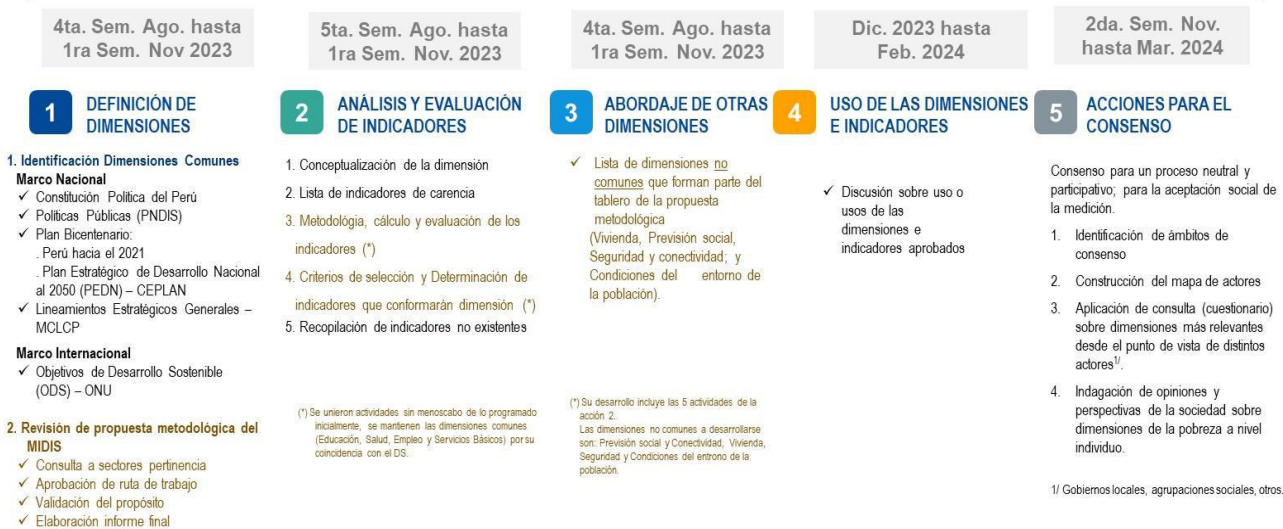 4ta. Sem. Ago. hasta
1ra Sem. Nov 2023
5ta. Sem. Ago. hasta
1ra Sem. Nov. 2023
4ta. Sem. Ago. hasta
1ra Sem. Nov. 2023
Dic. 2023 hasta
Feb. 2024
2da. Sem. Nov.
hasta Mar. 2024
1
DEFINICIÓN DE
DIMENSIONES
1. Identificación Dimensiones Comunes
Marco Nacional
✓ Constitución Política del Perú
✓ Políticas Públicas (PNDIS)
✓ Plan Bicentenario:
. Perú hacia el 2021
. Plan Estratégico de Desarrollo Nacional
al 2050 (PEDN) – CEPLAN
✓ Lineamientos Estratégicos Generales –
MCLCP
Marco Internacional
✓ Objetivos de Desarrollo Sostenible
(ODS) – ONU
2. Revisión de propuesta metodológica del
MIDIS
✓ Consulta a sectores pertinencia
✓ Aprobación de ruta de trabajo
✓ Validación del propósito
✓ Elaboración informe final
2
ANÁLISIS Y EVALUACIÓN
DE INDICADORES
1. Conceptualización de la dimensión
2. Lista de indicadores de carencia
3. Metodología, cálculo y evaluación de los
indicadores (*)
4. Criterios de selección y Determinación de
indicadores que conformarán dimensión (*)
5. Recopilación de indicadores no existentes
(*) Se unieron actividades sin menoscabo de lo programado
inicialmente, se mantienen las dimensiones comunes
(Educación, Salud, Empleo y Servicios Básicos) por su
coincidencia con el DS.
3
ABORDAJE DE OTRAS
DIMENSIONES
✓ Lista de dimensiones no
comunes que forman parte del
tablero de la propuesta
metodológica
(Vivienda, Previsión social,
Seguridad y conectividad; y
Condiciones del entorno de
la población).
(*) Su desarrollo incluye las 5 actividades de la
acción 2.
Las dimensiones no comunes a desarrollarse
son: Previsión social y Conectividad, Vivienda,
Seguridad y Condiciones del entrono de la
población.
4
USO DE LAS DIMENSIONES
E INDICADORES
✓ Discusión sobre uso o
usos de las
dimensiones e
indicadores aprobados
5
ACCIONES PARA EL
CONSENSO
Consenso para un proceso neutral y
participativo; para la aceptación social de
la medición.
1. Identificación de ámbitos de
consenso
2. Construcción del mapa de actores
3. Aplicación de consulta (cuestionario)
sobre dimensiones más relevantes
desde el punto de vista de distintos
actores1/.
4. Indagación de opiniones y
perspectivas de la sociedad sobre
dimensiones de la pobreza a nivel
individuo.
1/ Gobiernos locales, agrupaciones sociales, otros.